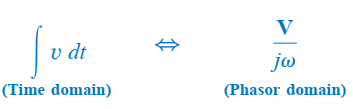 ∫ v dt ⇔ V/jω
(Time domain) (Phasor domain)